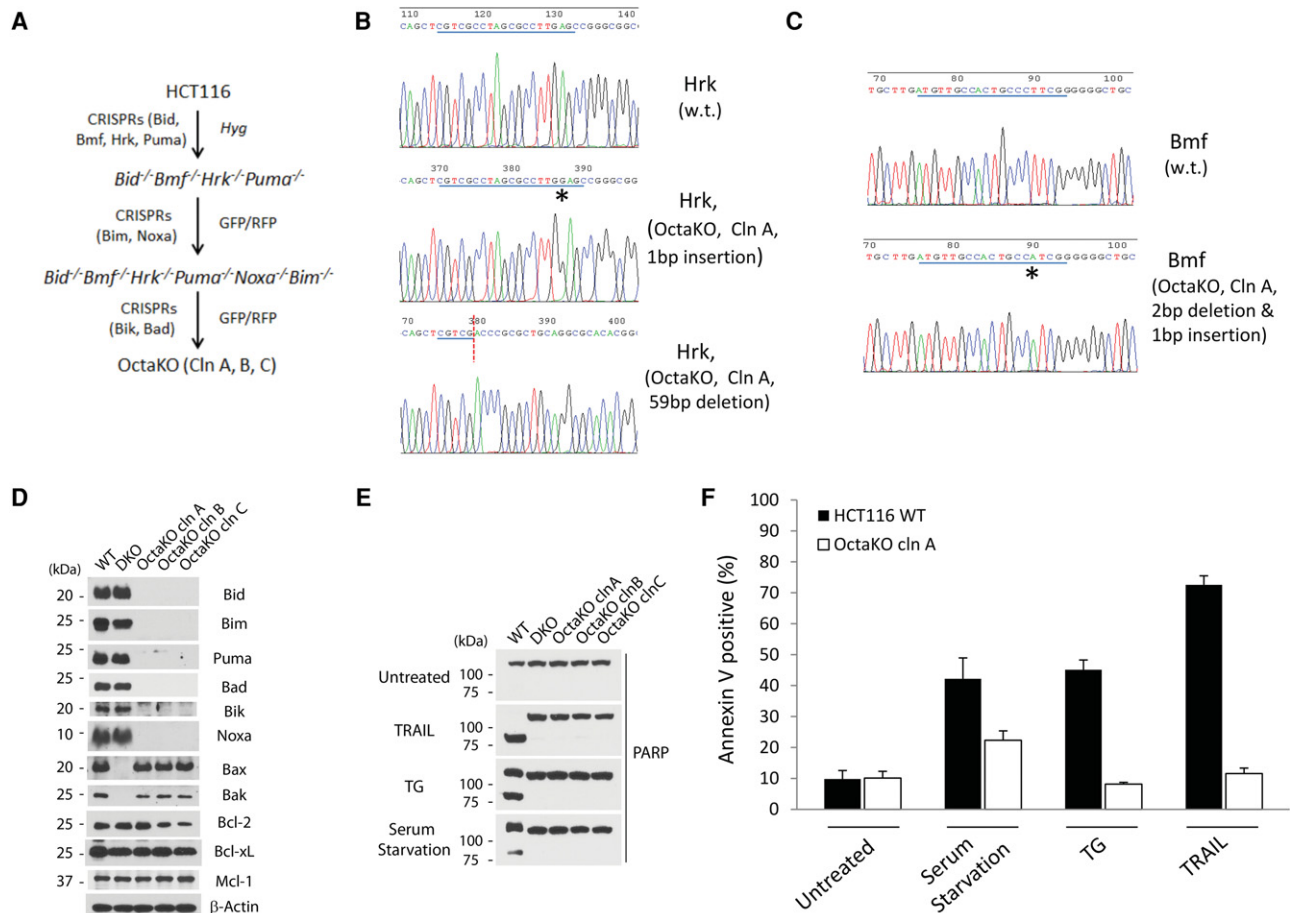 A
HCT116
CRISPRs (Bid,
Bmf, Hrk, Puma)
Hyg
Bid-/-Bmf-/-Hrk-/-Puma-/-
CRISPRs
(Bim, Noxa)
GFP/RFP
Bid-/-Bmf-/-Hrk-/-Puma-/-Noxa-/-Bim-/-
CRISPRs
(Bik, Bad)
GFP/RFP
OctaKO (Cln A, B, C)
B
110 120 130 140
CAGCTCGTCGCCTAGCGCCTTGAGCCGGGCGGC
Hrk
(w.t.)
370 380 390
CAGCTCGTCGCCTAGCGCCTTGGAGCCGGGCGG
*
Hrk,
(OctaKO, Cln A,
1bp insertion)
70 380 390 400
CAGCTCGTCGACCCGCGCTGCAGGCGCACACGG
Hrk,
(OctaKO, Cln A,
59bp deletion)
C
70 80 90 100
TGCTTGATGTTGCCACTGCCCTTCGGGGGGCTGC
Bmf
(w.t.)
70 80 90 100
TGCTTGATGTTGCCACTGCCATCGGGGGGCTGC
*
Bmf
(OctaKO, Cln A,
2bp deletion &
1bp insertion)
D
WT DKO OctaKO cln A OctaKO cln B OctaKO cln C
(kDa)
20 - Bid
25 - Bim
25 - Puma
25 - Bad
20 - Bik
10 - Noxa
20 - Bax
25 - Bak
25 - Bcl-2
25 - Bcl-xL
37 - Mcl-1
β-Actin
E
WT DKO OctaKO clnA OctaKO clnB OctaKO clnC
(kDa)
Untreated
100 -
75 -
TRAIL
100 -
75 -
PARP
TG
100 -
75 -
Serum
Starvation
100 -
75 -
F
Annexin V positive (%)
100
90
80
70
60
50
40
30
20
10
0
HCT116 WT
OctaKO cln A
Untreated
Serum
Starvation
TG
TRAIL